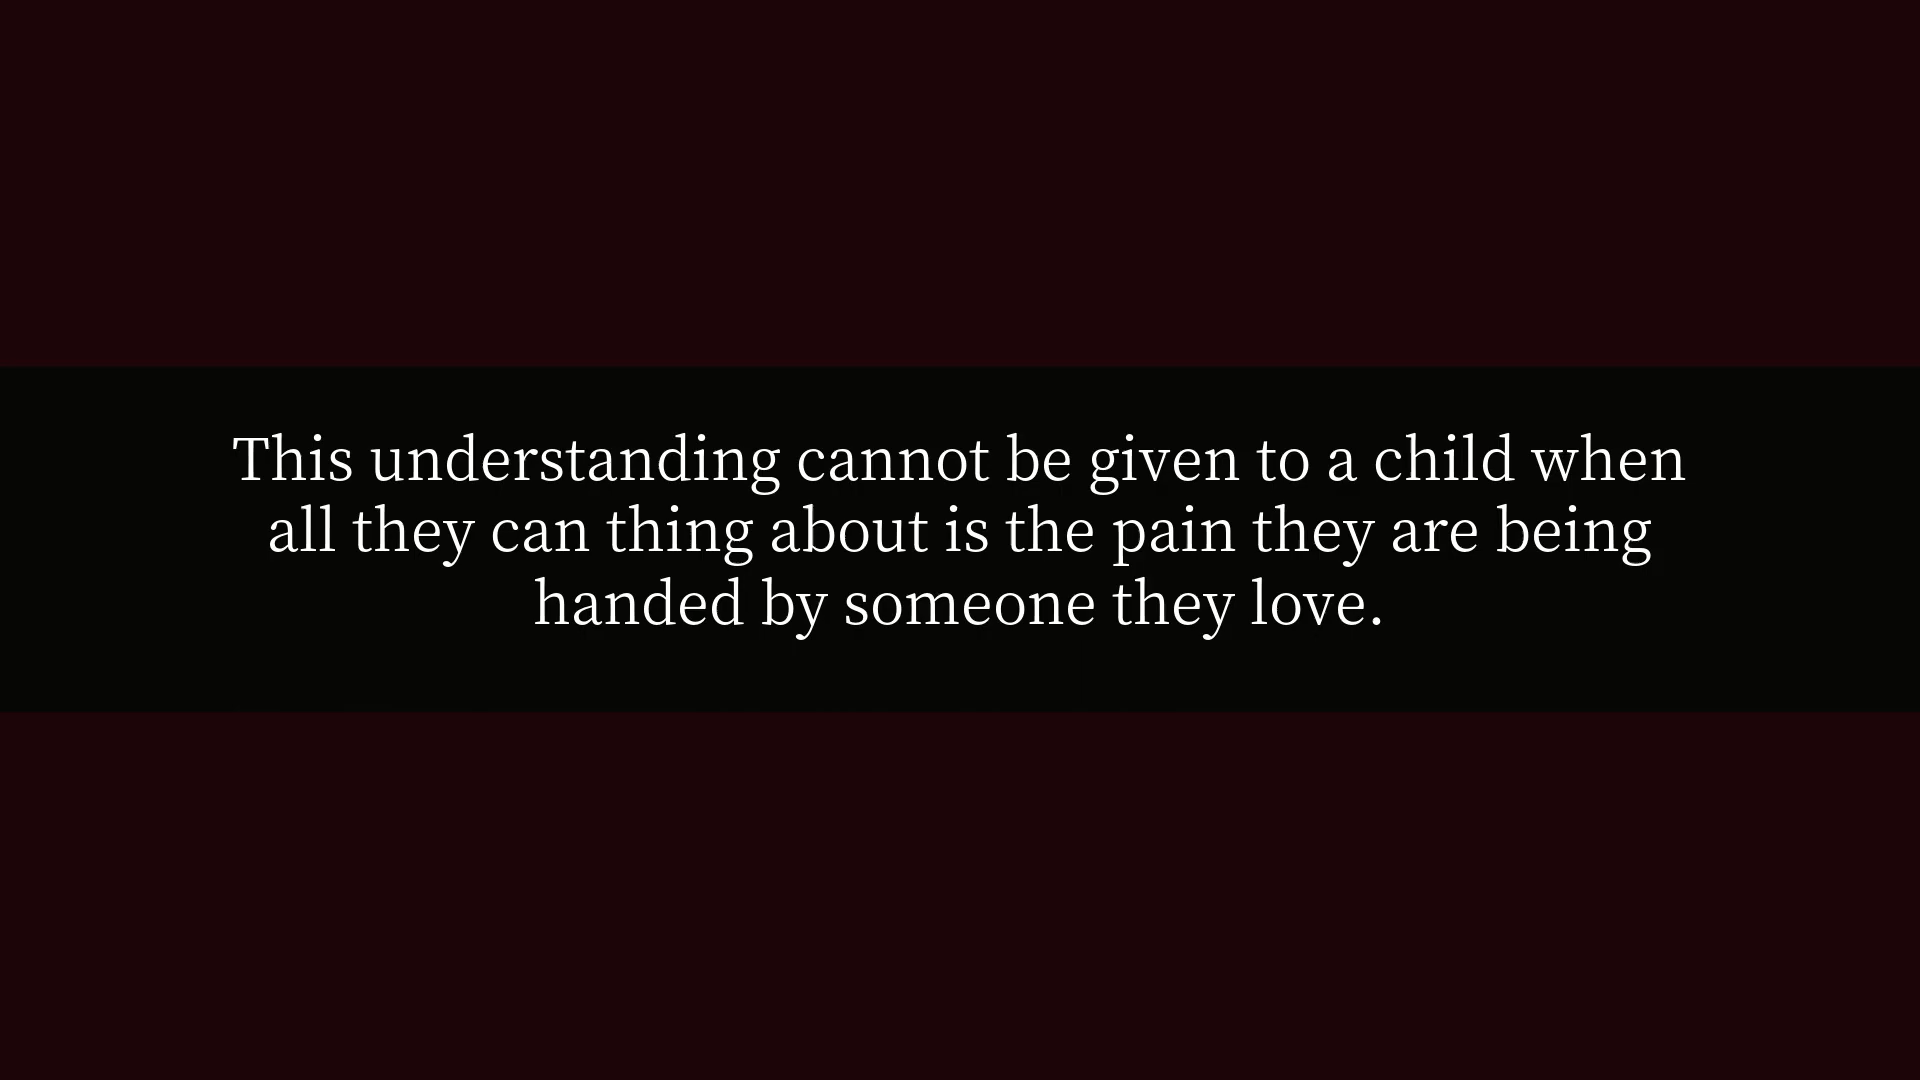 This understanding cannot be given to a child when
all they can thing about is the pain they are being
handed by someone they love.